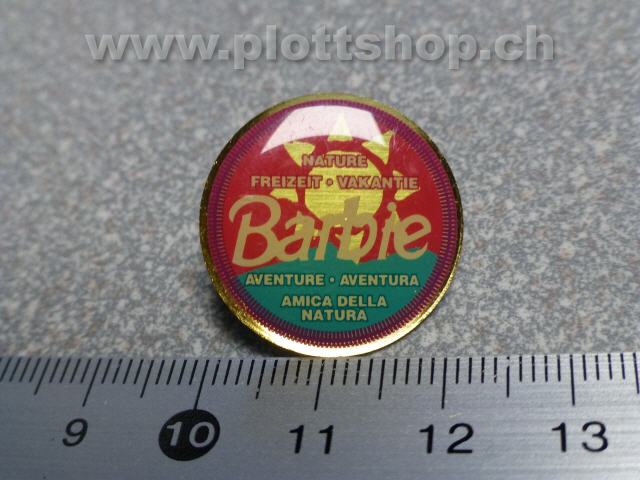 www.plottshop.ch
NATURE
FREIZEIT • VAKANTIE
Barbie
AVENTURE • AVENTURA
AMICA DELLA
NATURA
9 10 11 12 13